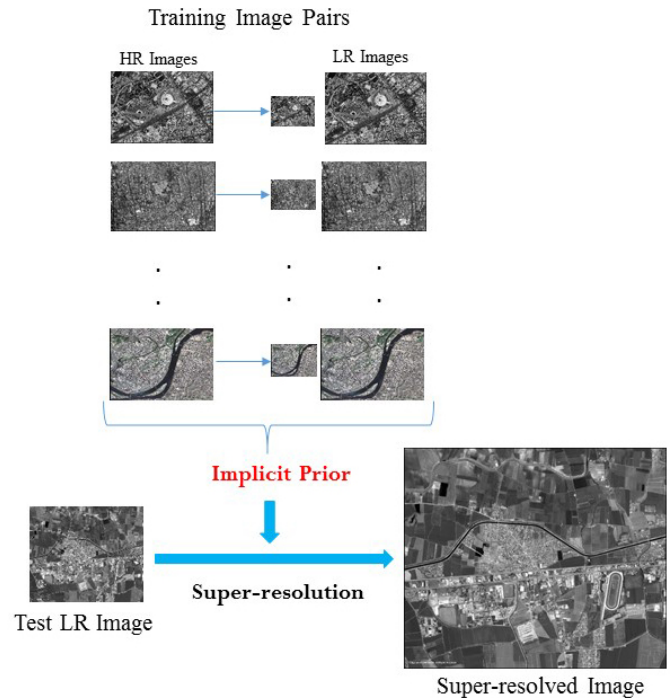 Training Image Pairs
HR Images
LR Images
Implicit Prior
Super-resolution
Test LR Image
Super-resolved Image